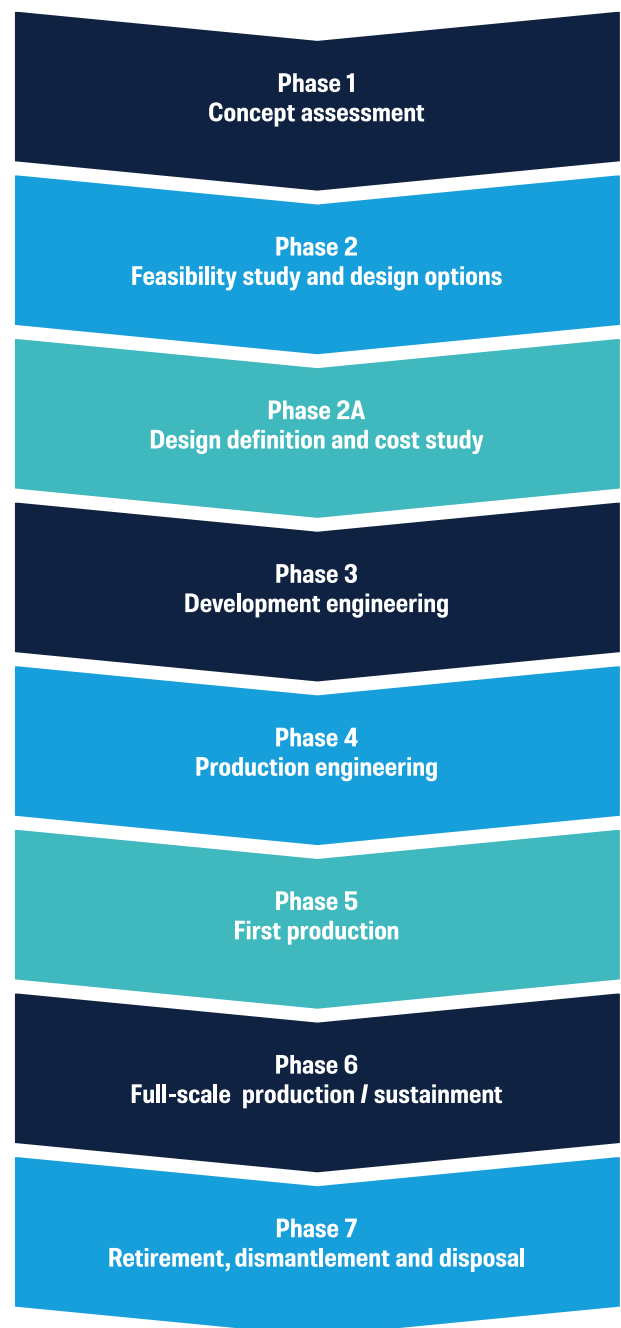 Phase 1
Concept assessment
Phase 2
Feasibility study and design options
Phase 2A
Design definition and cost study
Phase 3
Development engineering
Phase 4
Production engineering
Phase 5
First production
Phase 6
Full-scale production / sustainment
Phase 7
Retirement, dismantlement and disposal